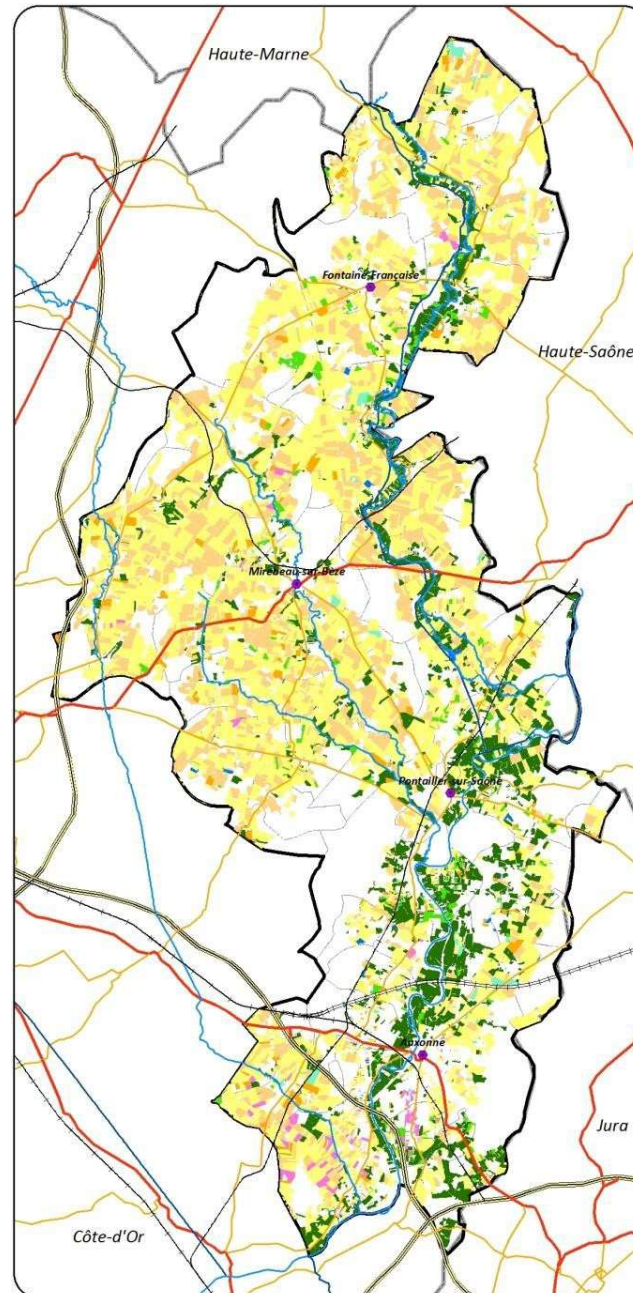 Haute-Marne
Fontaine-Française
Haute-Saône
Mirebeau-sur-Bèze
Pontailler-sur-Saône
Auxonne
Jura
Côte-d'Or